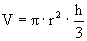 V = π · r² · h/3